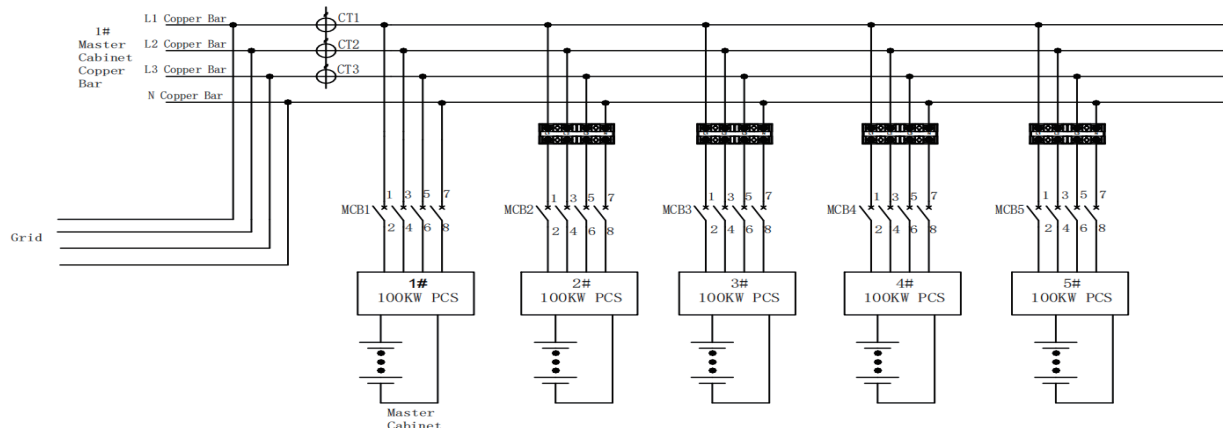 L1 Copper Bar
CT1
1#
Master
Cabinet
Copper
Bar
L2 Copper Bar
CT2
L3 Copper Bar
CT3
N Copper Bar
1 3 5 7
MCB1
2 4 6 8
1 3 5 7
MCB2
2 4 6 8
1 3 5 7
MCB3
2 4 6 8
1 3 5 7
MCB4
2 4 6 8
1 3 5 7
MCB5
2 4 6 8
Grid
1#
100KW PCS
2#
100KW PCS
3#
100KW PCS
4#
100KW PCS
5#
100KW PCS
Master
Cabinet